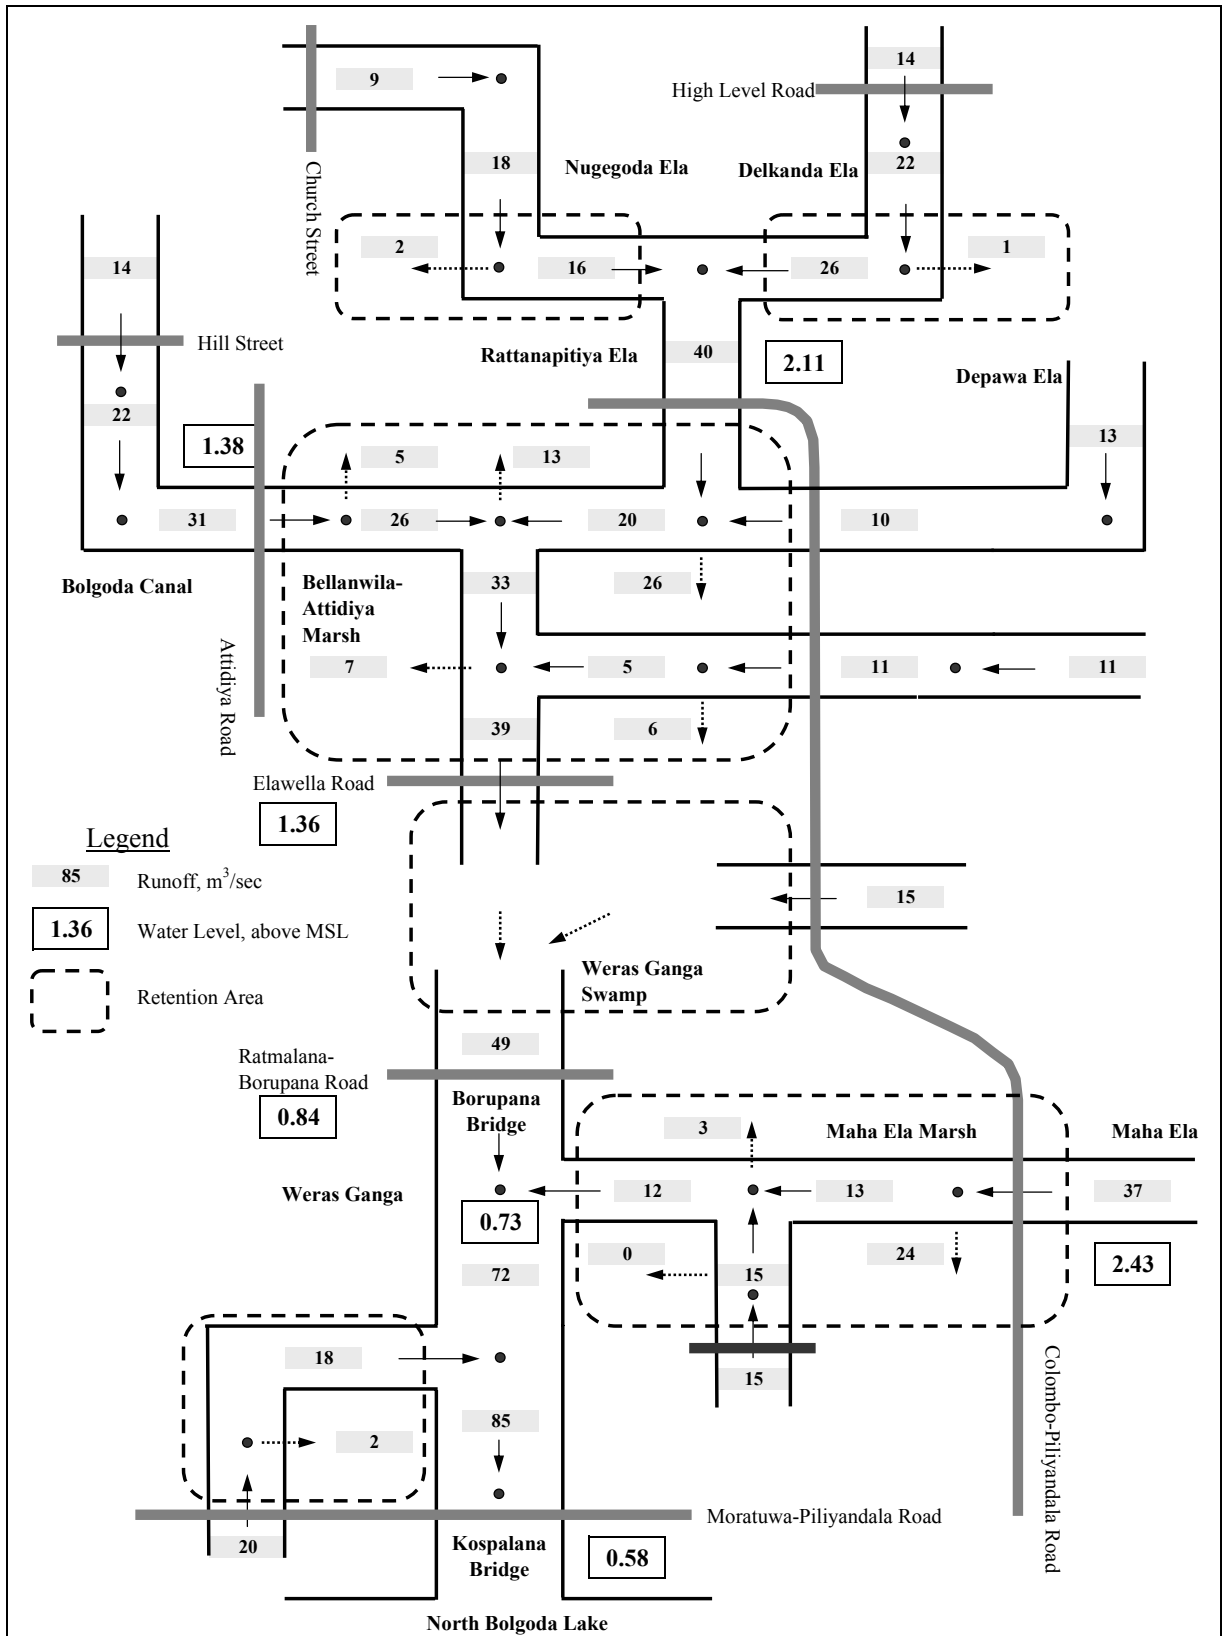 14
9
High Level Road
Church Street
18
Nugegoda Ela
Delkanda Ela
22
2
16
26
1
14
Hill Street
Rattanapitiya Ela
40
2.11
Depawa Ela
22
1.38
5
13
13
31
26
20
10
Bolgoda Canal
Bellanwila-
Attidiya
Marsh
33
26
Attidiya Road
7
5
11
11
39
6
Elawella Road
1.36
Legend
85
Runoff, m3/sec
1.36
Water Level, above MSL
Retention Area
15
Weras Ganga
Swamp
49
Ratmalana-
Borupana Road
0.84
Borupana
Bridge
3
Maha Ela Marsh
Maha Ela
Weras Ganga
12
13
37
0.73
0
24
2.43
72
15
18
15
Colombo-Piliyandala Road
85
2
Moratuwa-Piliyandala Road
20
Kospalana
Bridge
0.58
North Bolgoda Lake